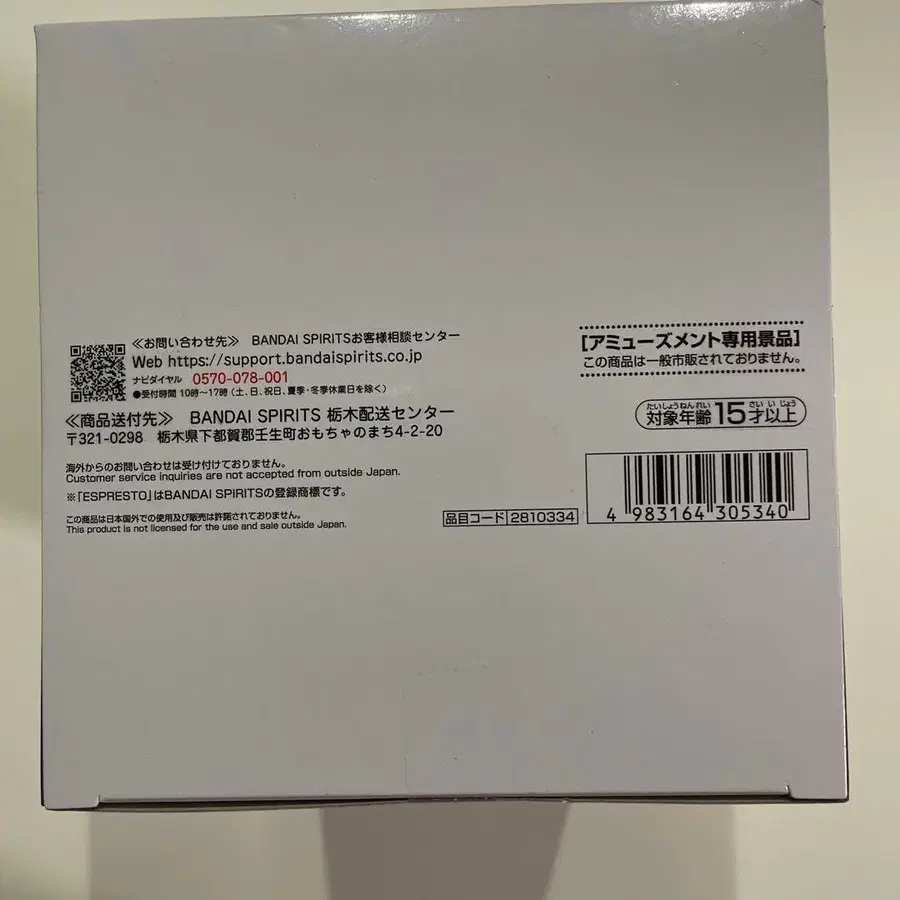 ≪お問い合わせ先≫ BANDAI SPIRITSお客様相談センター
Web https://support.bandaispirits.co.jp
ナビダイヤル 0570-078-001
●受付時間 10時～17時(土、日、祝日、夏季・冬季休業日を除く)
≪商品送付先≫ BANDAI SPIRITS 栃木配送センター
〒321-0298 栃木県下都賀郡壬生町おもちゃのまち4-2-20
海外からのお問い合わせは受け付けておりません。
Customer service inquiries are not accepted from outside Japan.
※「ESPRESTO」はBANDAI SPIRITSの登録商標です。
この商品は日本国外での使用及び販売は許諾されておりません。
This product is not licensed for the use and sale outside Japan.
[アミューズメント専用景品]
この商品は一般市販されておりません。
たいしょうねんれい さい いじょう
対象年齢15才以上
品目コード 2810334
4 983164 305340